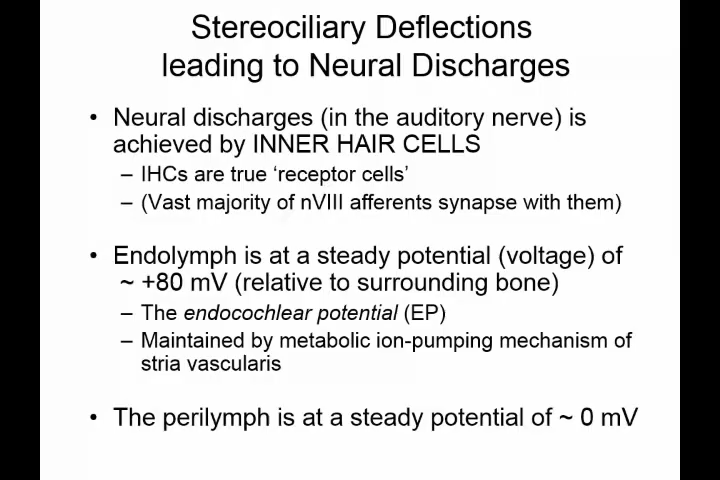 Stereociliary Deflections
leading to Neural Discharges
• Neural discharges (in the auditory nerve) is
achieved by INNER HAIR CELLS
– IHCs are true ‘receptor cells’
– (Vast majority of nVIII afferents synapse with them)
• Endolymph is at a steady potential (voltage) of
~ +80 mV (relative to surrounding bone)
– The endocochlear potential (EP)
– Maintained by metabolic ion-pumping mechanism of
stria vascularis
• The perilymph is at a steady potential of ~ 0 mV